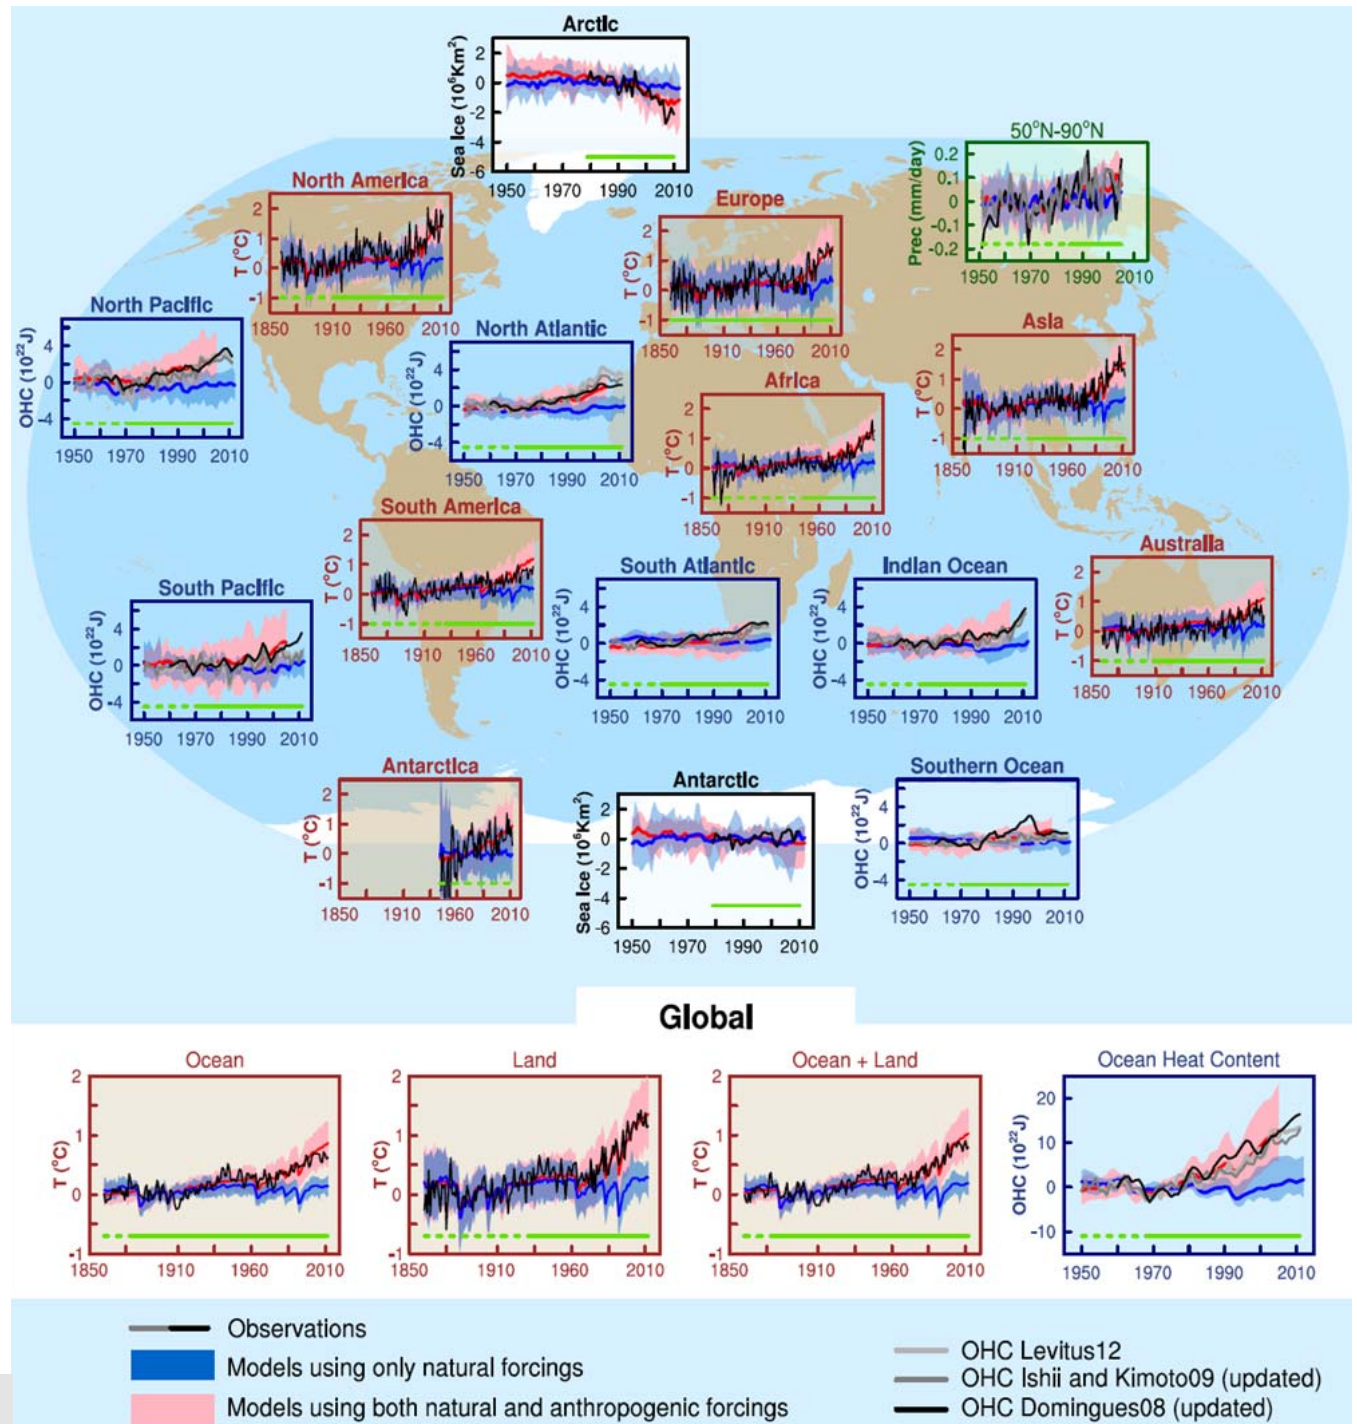 Arctic
Sea Ice (10⁶Km²)
2
0
-2
-4
-6
1950 1970 1990 2010
50°N-90°N
Prec (mm/day)
0.2
0.1
0
-0.1
-0.2
1950 1970 1990 2010
North America
T (°C)
2
1
0
-1
1850 1910 1960 2010
Europe
T (°C)
2
1
0
-1
1850 1910 1960 2010
North Pacific
OHC (10²²J)
4
0
-4
1950 1970 1990 2010
North Atlantic
OHC (10²²J)
4
0
-4
1950 1970 1990 2010
Asia
T (°C)
2
1
0
-1
1850 1910 1960 2010
Africa
T (°C)
2
1
0
-1
1850 1910 1960 2010
South America
T (°C)
2
1
0
-1
1850 1910 1960 2010
South Pacific
OHC (10²²J)
4
0
-4
1950 1970 1990 2010
South Atlantic
OHC (10²²J)
4
0
-4
1950 1970 1990 2010
Indian Ocean
OHC (10²²J)
4
0
-4
1950 1970 1990 2010
Australia
T (°C)
2
1
0
-1
1850 1910 1960 2010
Antarctica
T (°C)
2
1
0
-1
1850 1910 1960 2010
Antarctic
Sea Ice (10⁶Km²)
2
0
-2
-4
-6
1950 1970 1990 2010
Southern Ocean
OHC (10²²J)
4
0
-4
1950 1970 1990 2010
Global
Ocean
T (°C)
2
1
0
-1
1850 1910 1960 2010
Land
T (°C)
2
1
0
-1
1850 1910 1960 2010
Ocean + Land
T (°C)
2
1
0
-1
1850 1910 1960 2010
Ocean Heat Content
OHC (10²²J)
20
10
0
-10
1950 1970 1990 2010
Observations
Models using only natural forcings
Models using both natural and anthropogenic forcings
OHC Levitus12
OHC Ishii and Kimoto09 (updated)
OHC Domingues08 (updated)